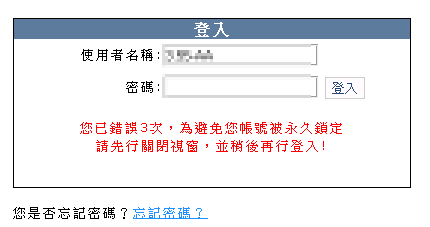 登入
使用者名稱:
密碼:
登入
您已錯誤3次，為避免您帳號被永久鎖定
請先行關閉視窗，並稍後再行登入!
您是否忘記密碼？忘記密碼？